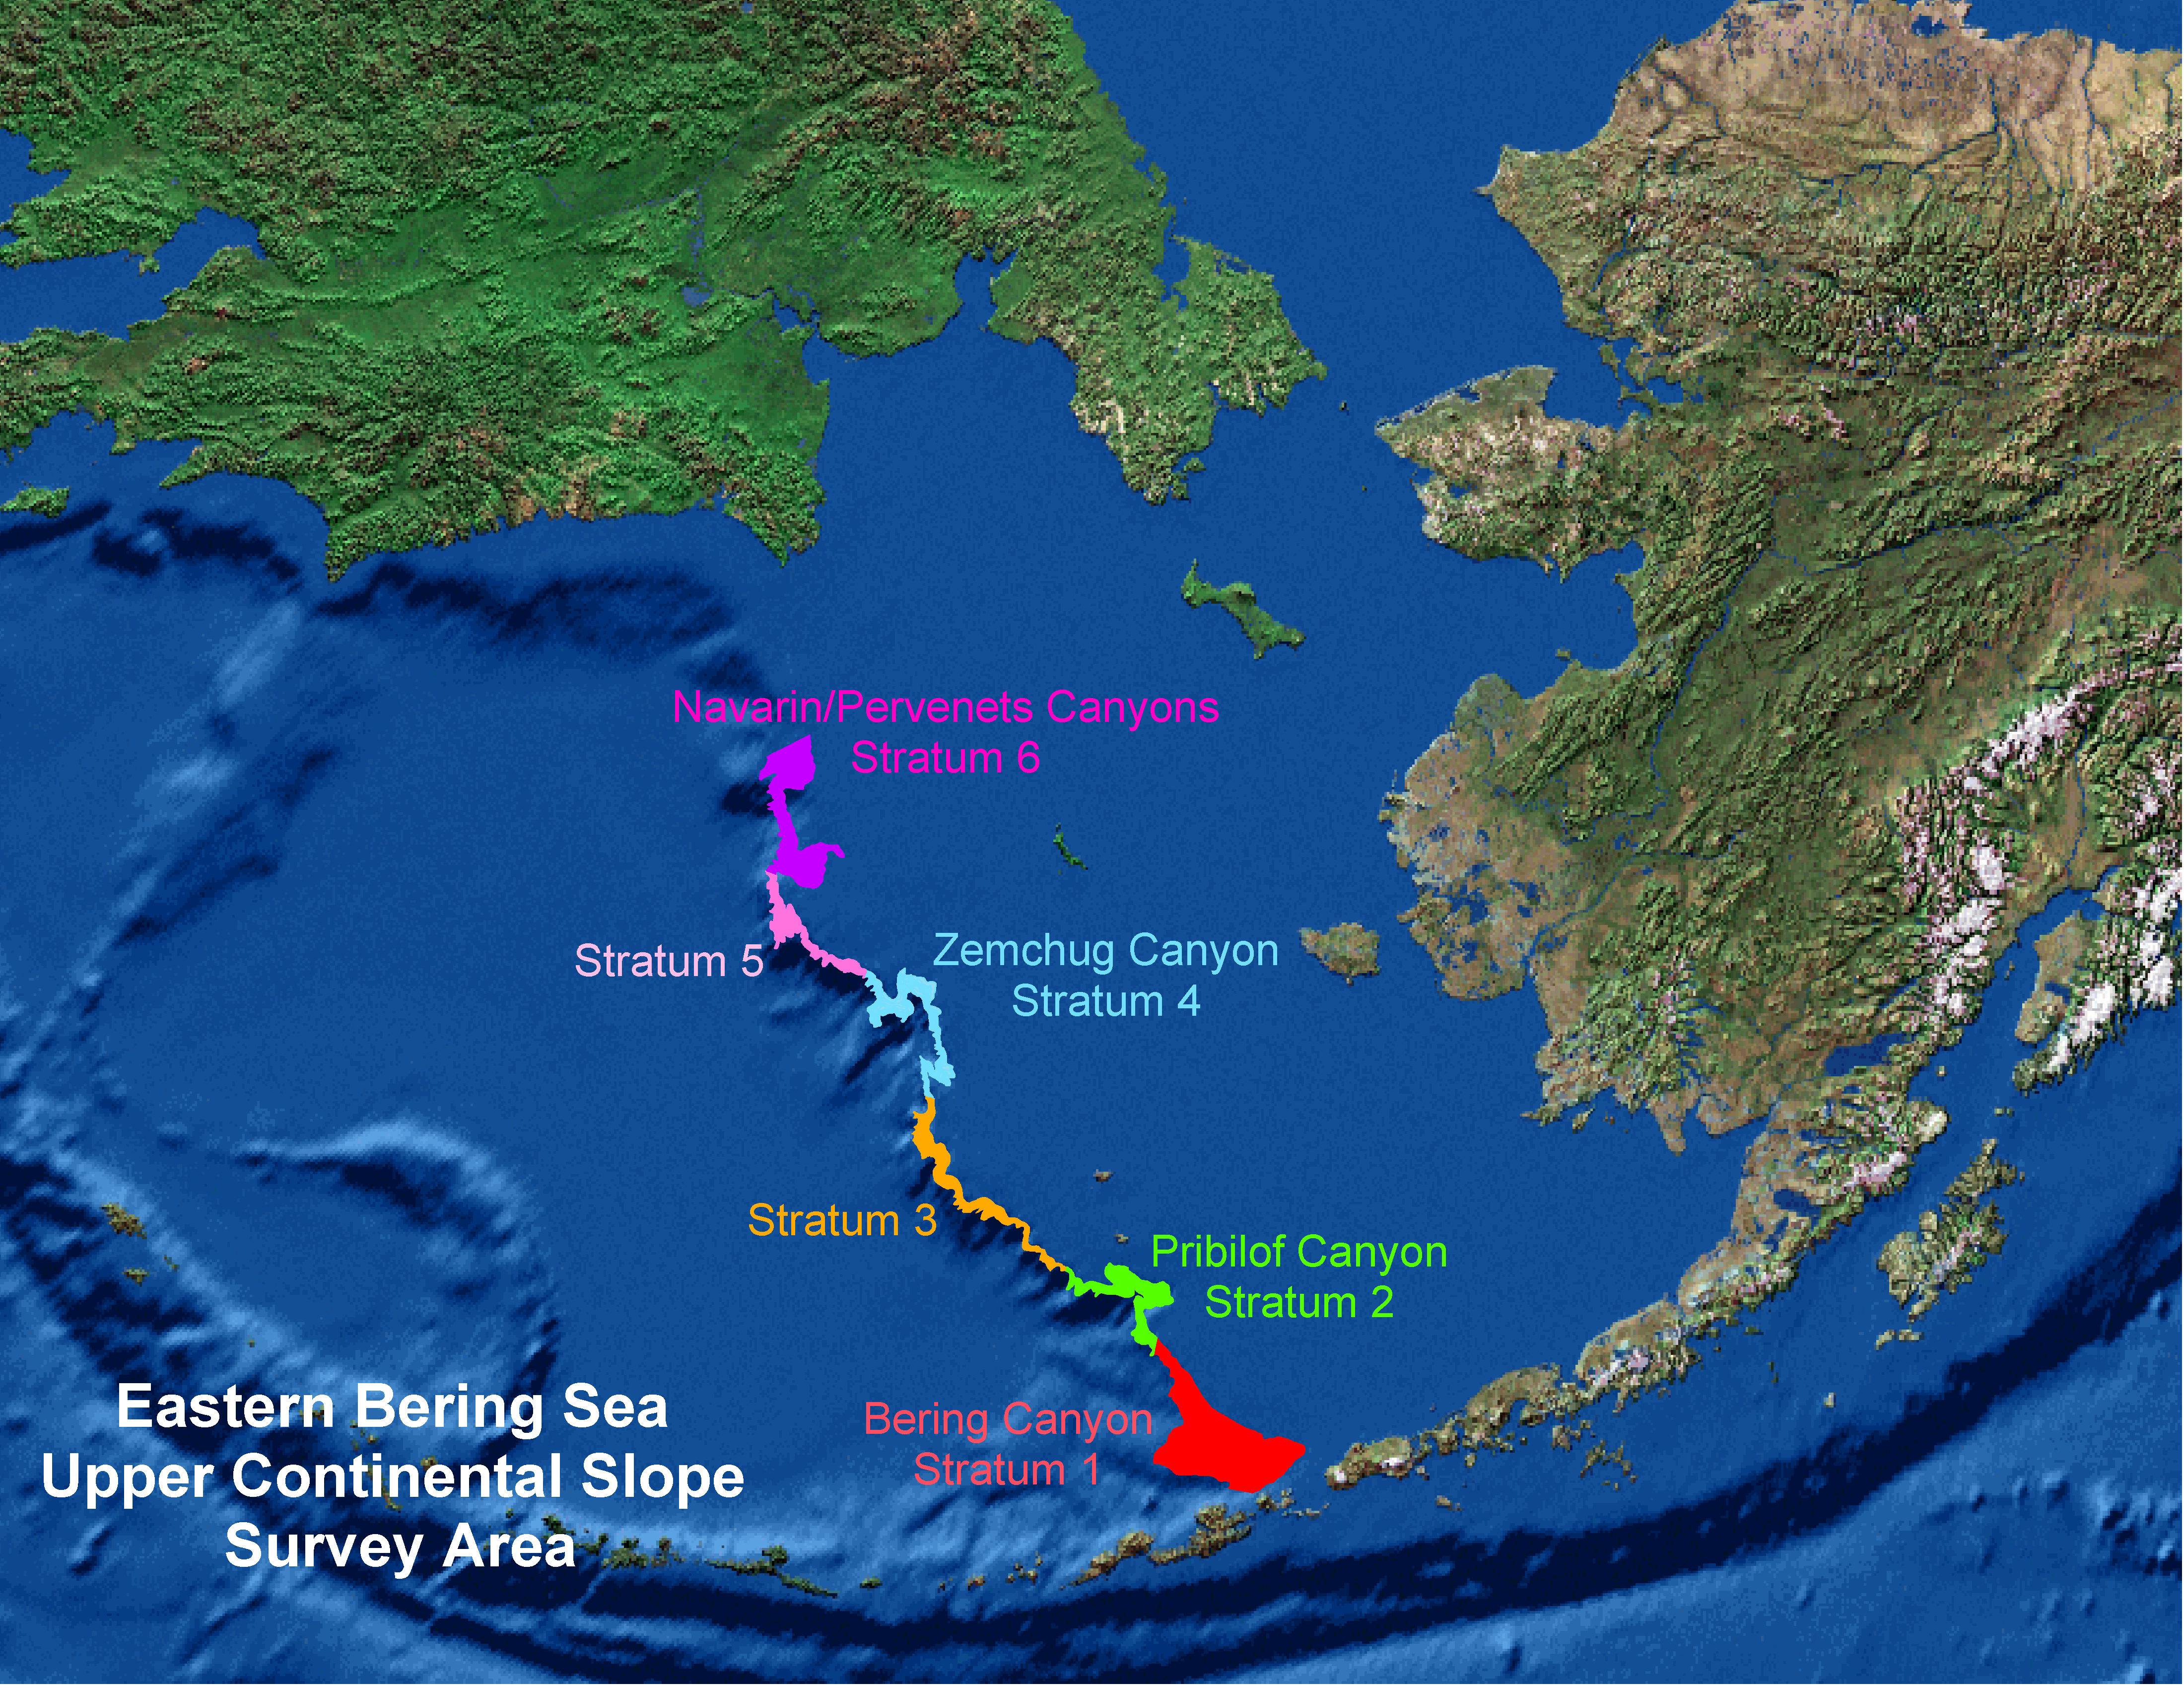 Navarin/Pervenets Canyons
Stratum 6
Stratum 5
Zemchug Canyon
Stratum 4
Stratum 3
Pribilof Canyon
Stratum 2
Bering Canyon
Stratum 1
Eastern Bering Sea
Upper Continental Slope
Survey Area